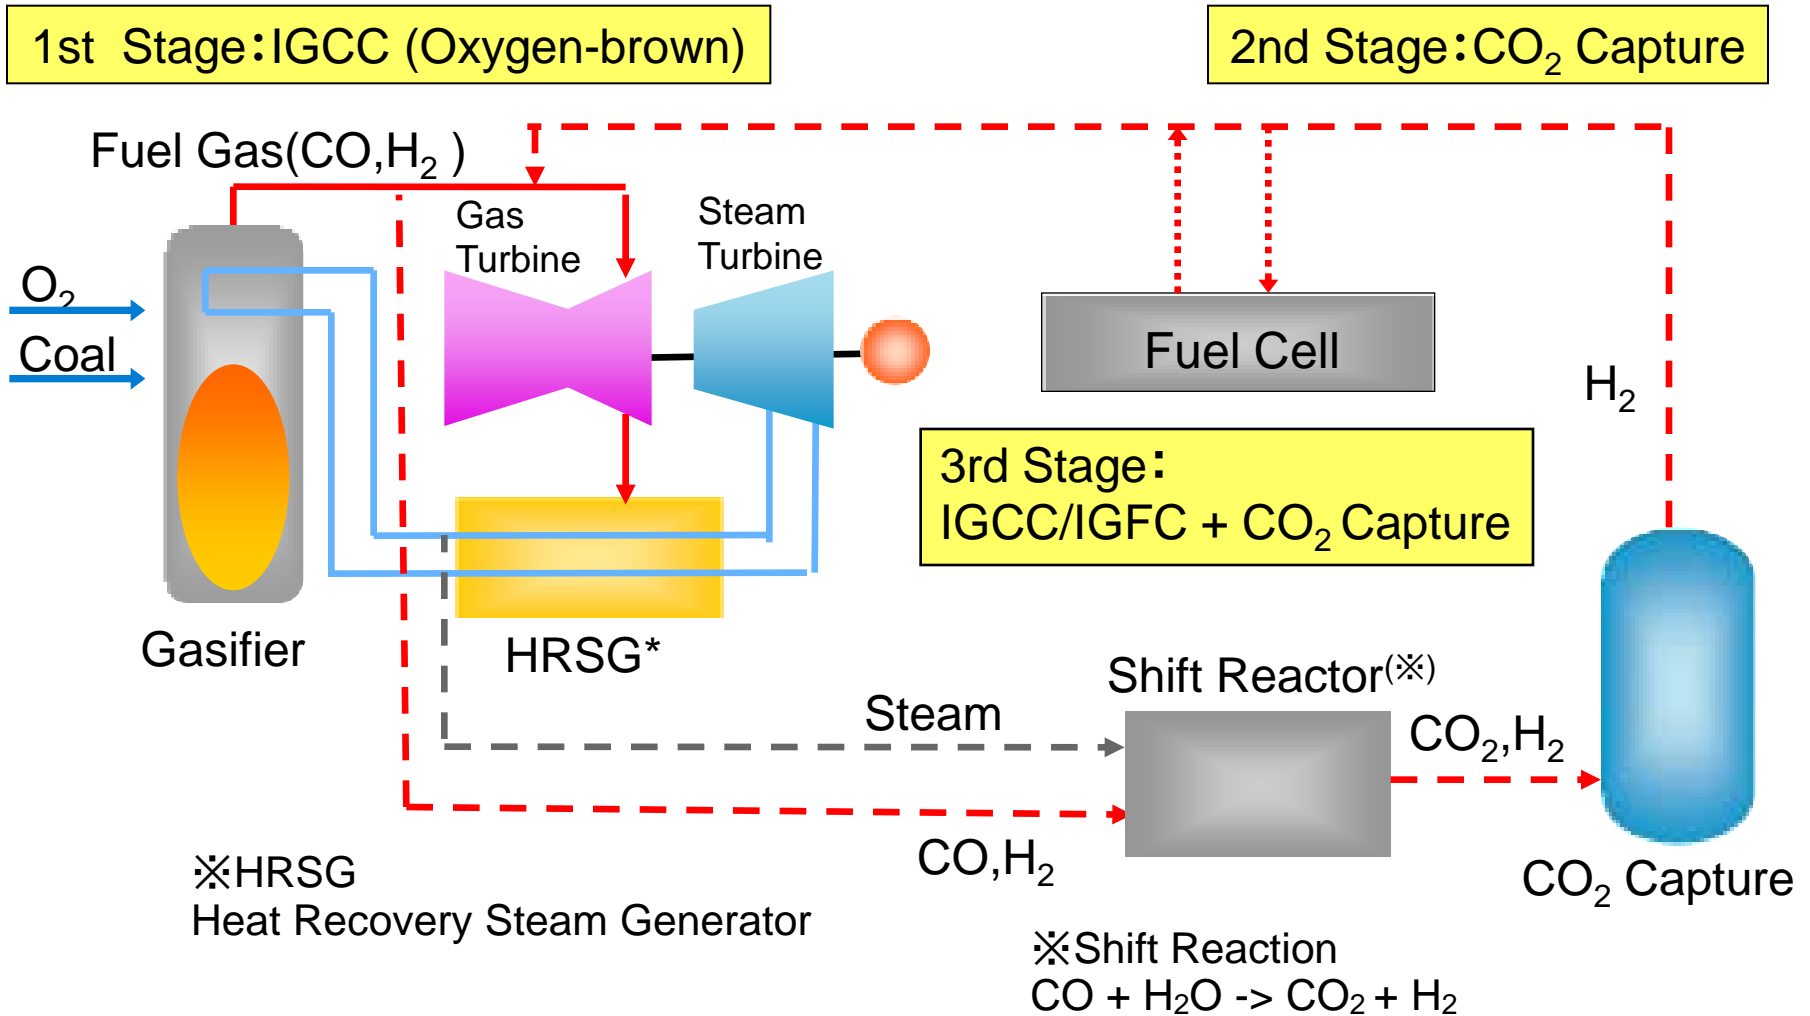 1st Stage:IGCC (Oxygen-brown)
2nd Stage:CO₂ Capture
Fuel Gas(CO,H₂ )
Gas
Turbine
Steam
Turbine
O₂
Coal
Fuel Cell
H₂
3rd Stage:
IGCC/IGFC + CO₂ Capture
Gasifier
HRSG*
Shift Reactor(※)
Steam
CO₂,H₂
CO,H₂
CO₂ Capture
※HRSG
Heat Recovery Steam Generator
※Shift Reaction
CO + H₂O -> CO₂ + H₂